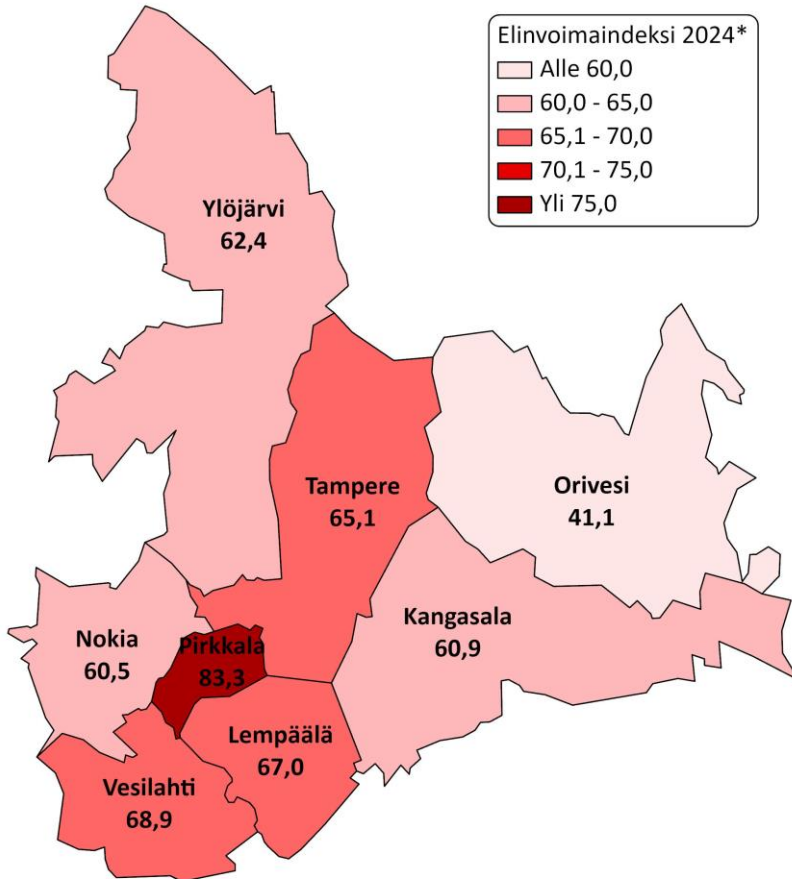 Elinvoimaindeksi 2024*
Alle 60,0
60,0 - 65,0
65,1 - 70,0
70,1 - 75,0
Yli 75,0
Ylöjärvi
62,4
Tampere
65,1
Orivesi
41,1
Kangasala
60,9
Nokia
60,5
Pirkkala
83,3
Lempäälä
67,0
Vesilahti
68,9